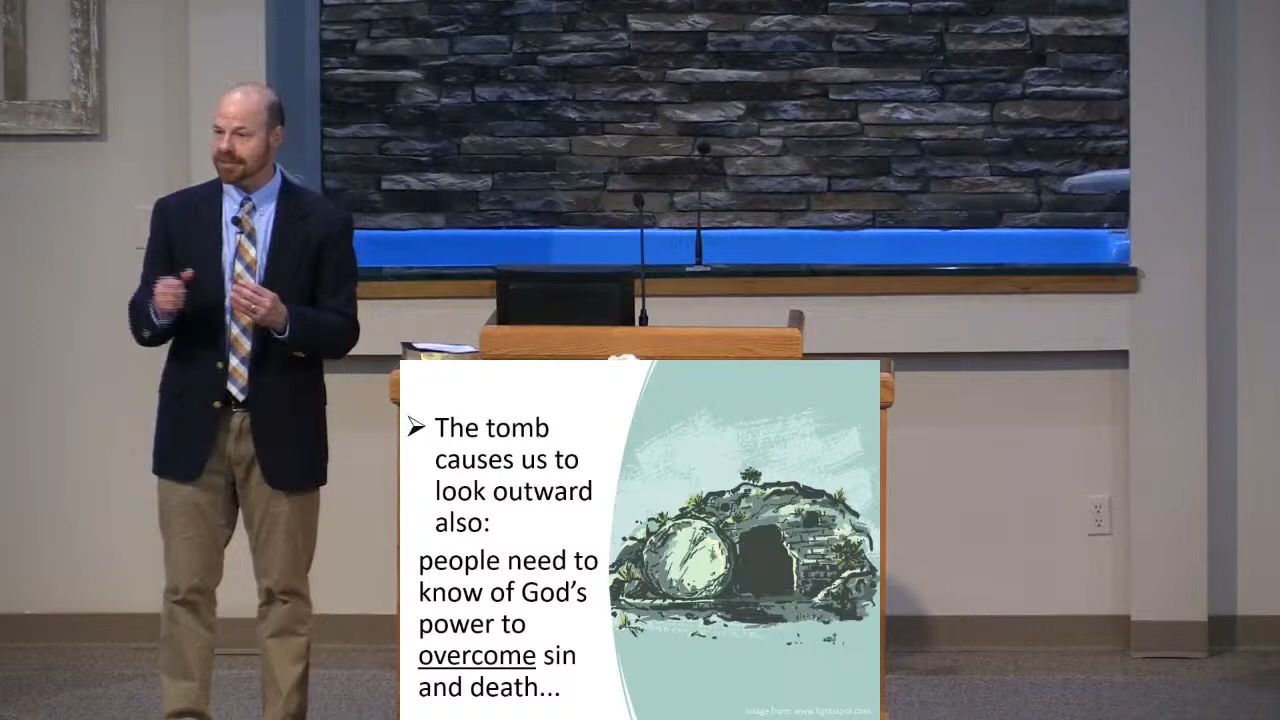 The tomb
causes us to
look outward
also:
people need to
know of God's
power to
overcome sin
and death...
Image from: www.lightstock.com